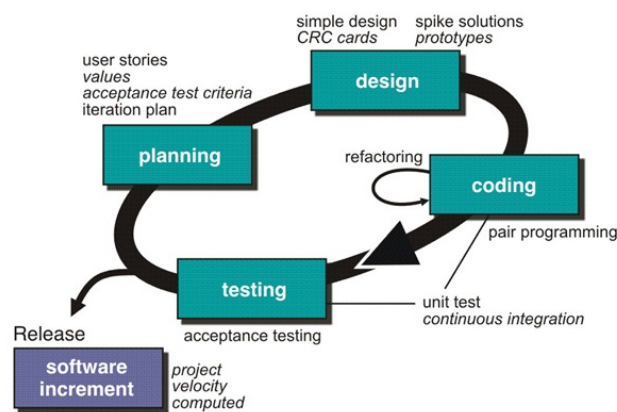 simple design
CRC cards
spike solutions
prototypes
user stories
values
acceptance test criteria
iteration plan
design
planning
refactoring
coding
pair programming
testing
unit test
continuous integration
acceptance testing
Release
software
increment
project
velocity
computed